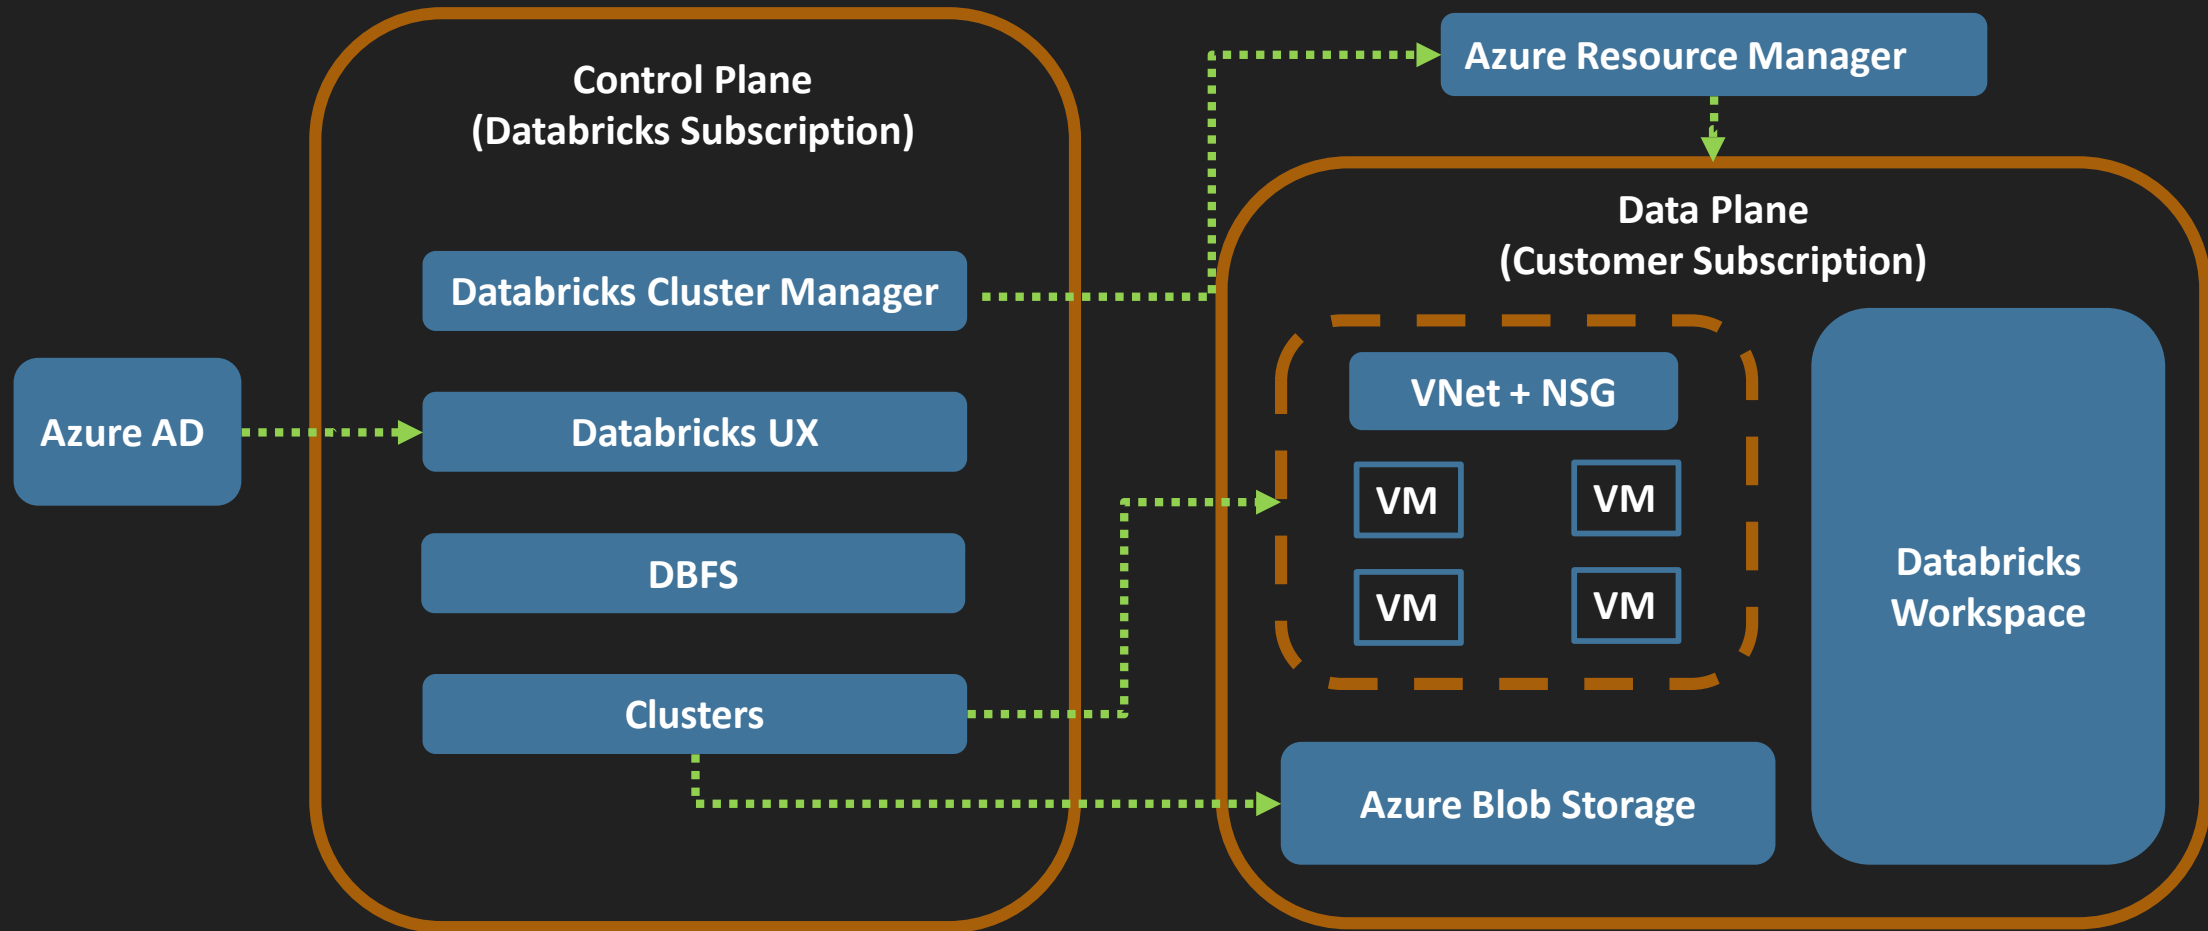 Control Plane
(Databricks Subscription)
Databricks Cluster Manager
Azure AD
Databricks UX
DBFS
Clusters
Azure Resource Manager
Data Plane
(Customer Subscription)
VNet + NSG
VM
VM
VM
VM
Azure Blob Storage
Databricks
Workspace